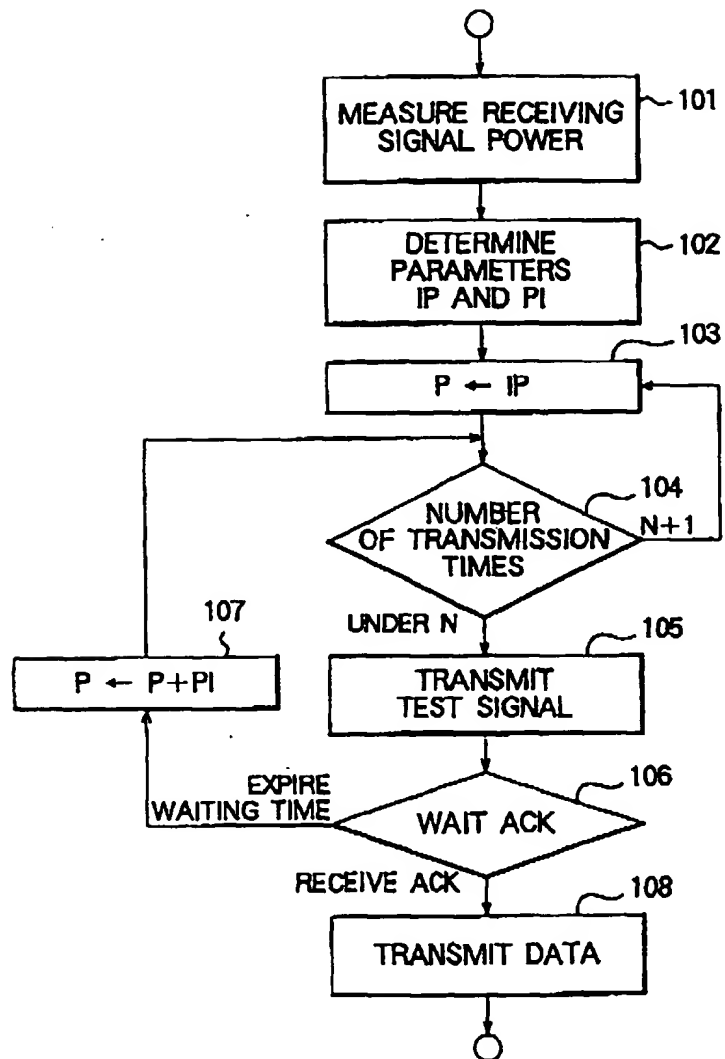 MEASURE RECEIVING
SIGNAL POWER
101
DETERMINE
PARAMETERS
IP AND PI
102
103
P ← IP
104
NUMBER
OF TRANSMISSION
TIMES
N+1
UNDER N
107
P ← P+PI
105
TRANSMIT
TEST SIGNAL
EXPIRE
WAITING TIME
106
WAIT ACK
RECEIVE ACK
108
TRANSMIT DATA